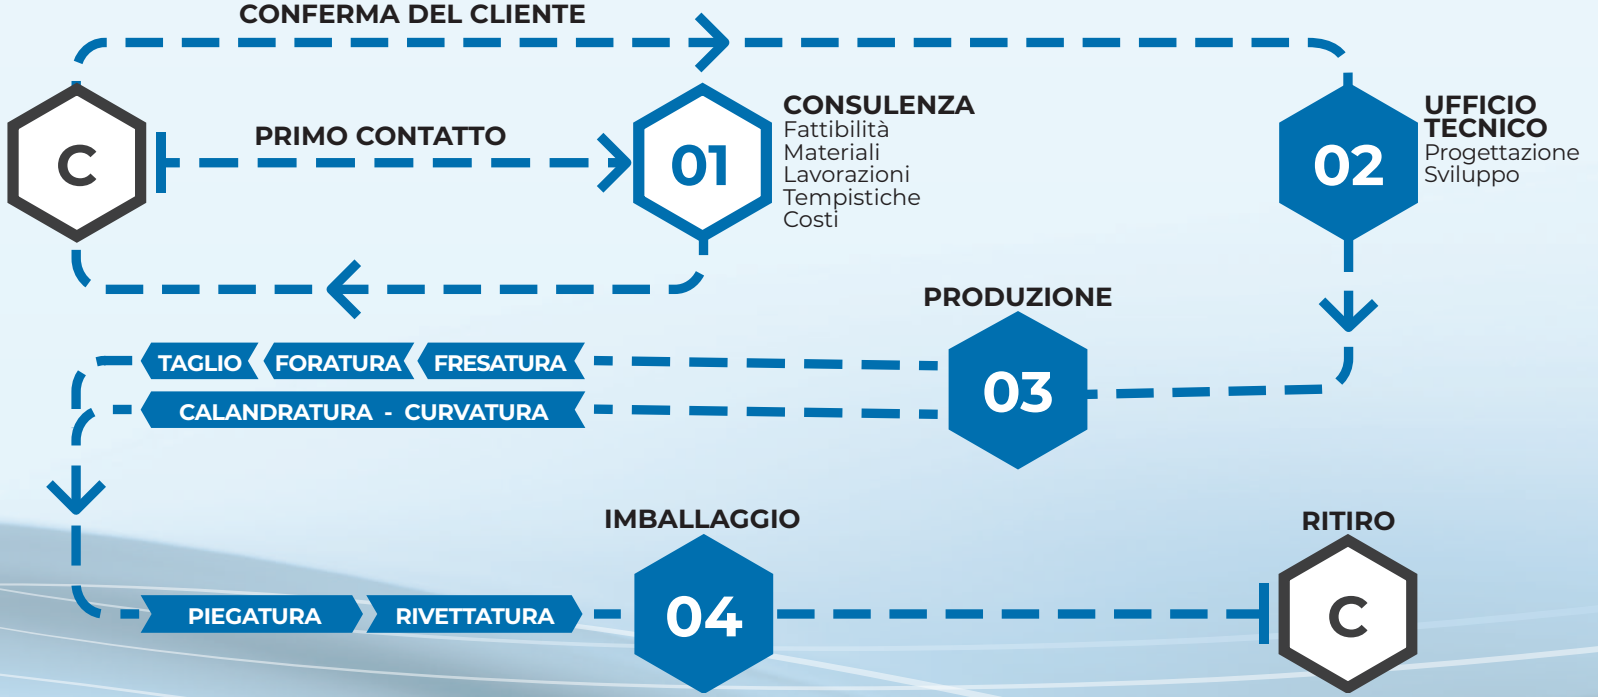 CONFERMA DEL CLIENTE
C
PRIMO CONTATTO
01
CONSULENZA
Fattibilità
Materiali
Lavorazioni
Tempistiche
Costi
02
UFFICIO
TECNICO
Progettazione
Sviluppo
PRODUZIONE
03
TAGLIO FORATURA FRESATURA
CALANDRATURA - CURVATURA
IMBALLAGGIO
PIEGATURA RIVETTATURA
04
RITIRO
C